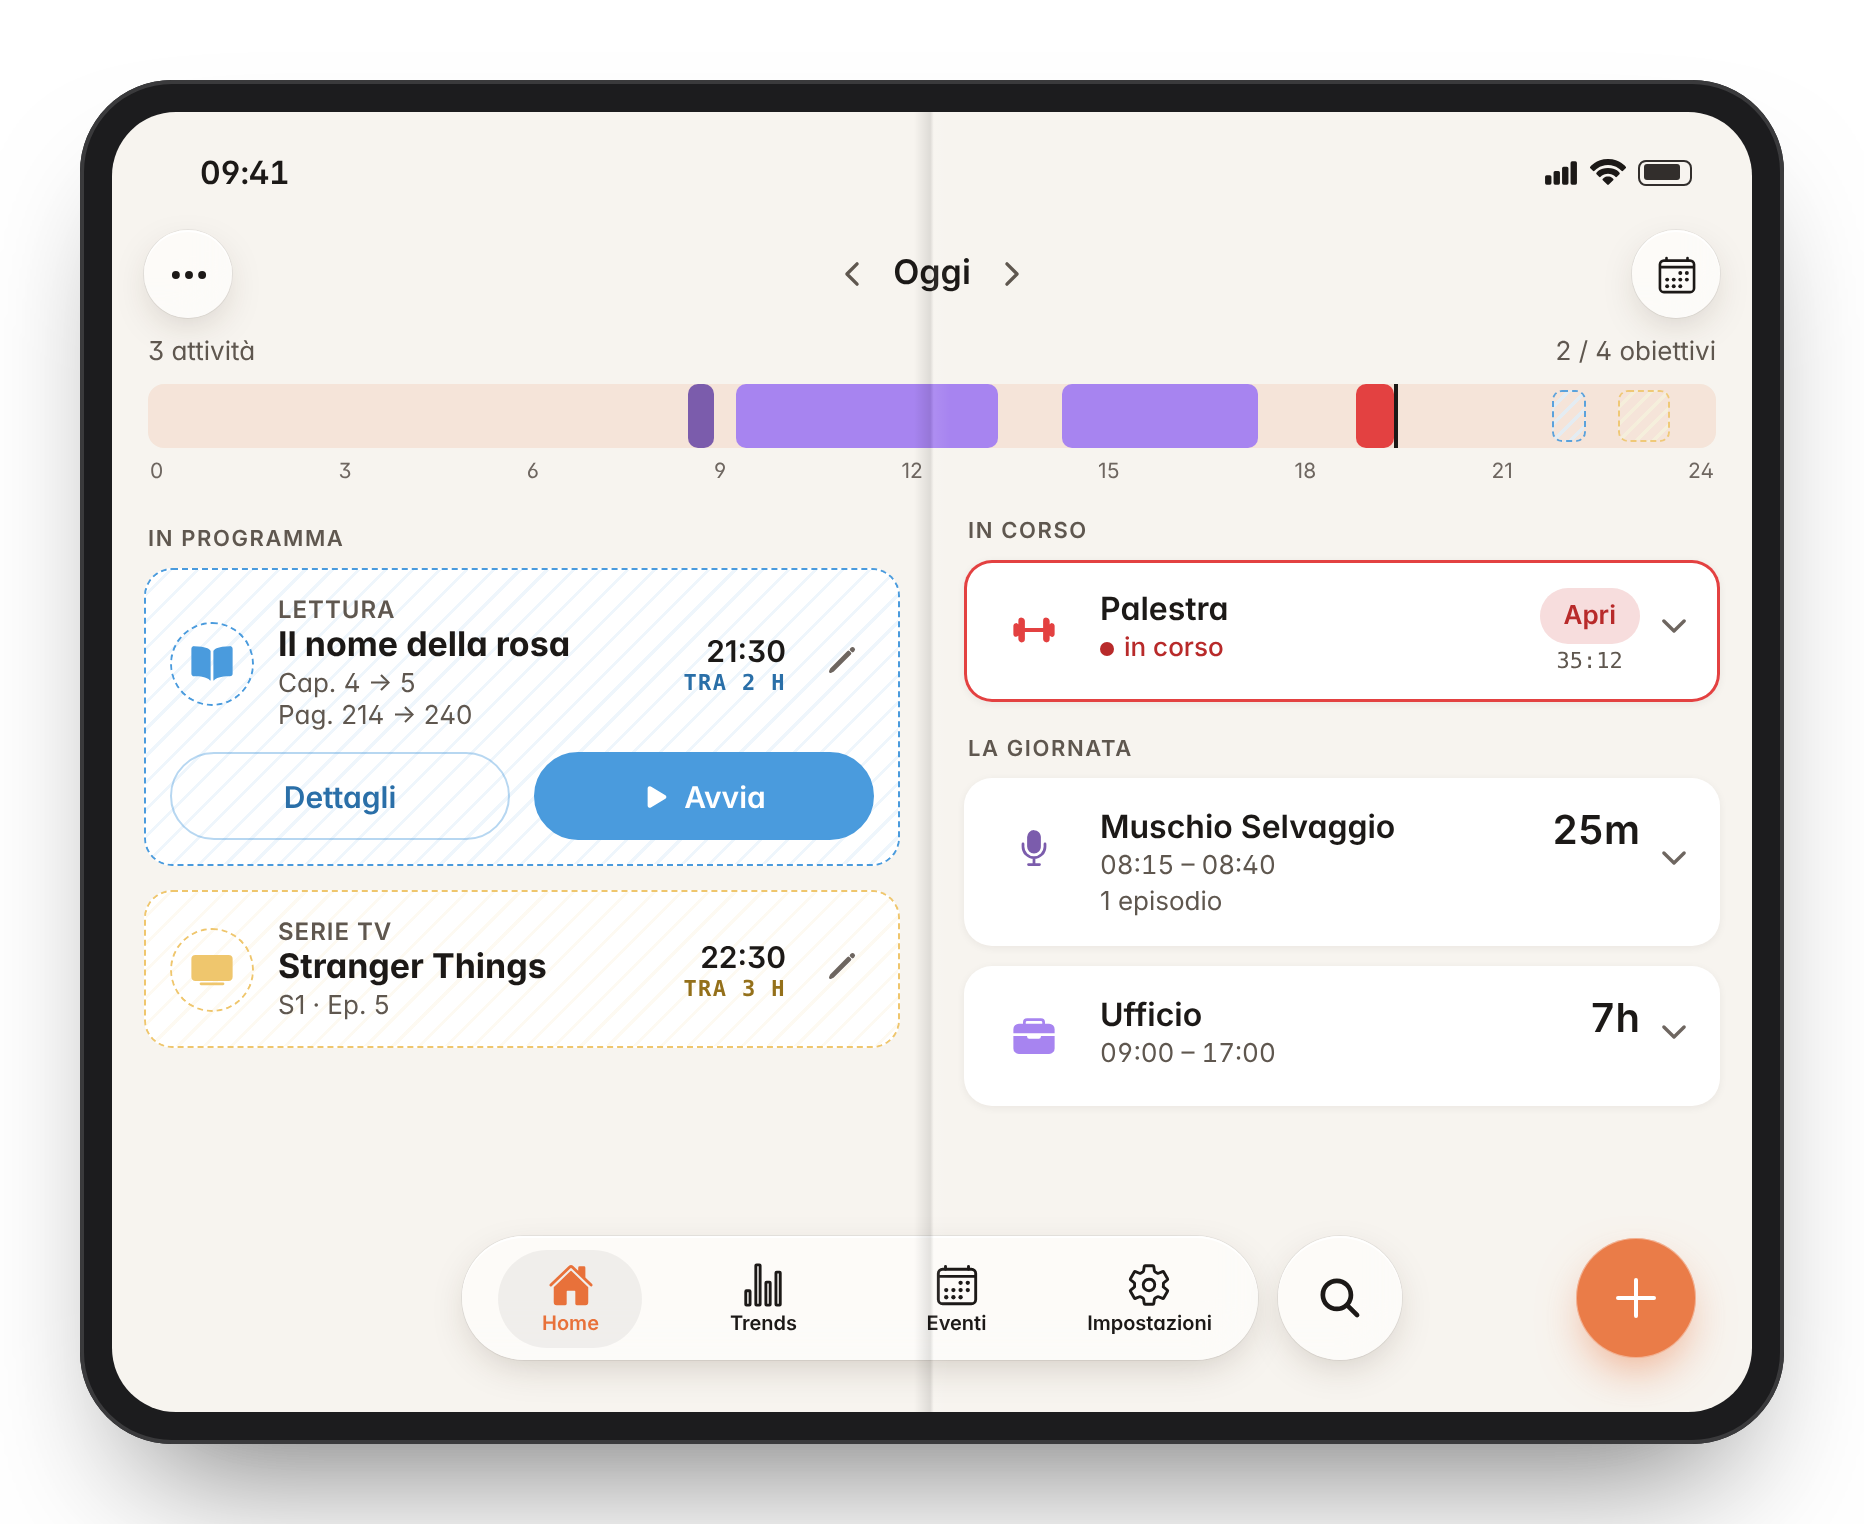 09:41
Oggi
3 attività
2 / 4 obiettivi
0 3 6 9 12 15 18 21 24
IN PROGRAMMA
LETTURA
Il nome della rosa
Cap. 4 → 5
Pag. 214 → 240
21:30
TRA 2 H
Dettagli
Avvia
SERIE TV
Stranger Things
S1 · Ep. 5
22:30
TRA 3 H
IN CORSO
Palestra
in corso
Apri
35:12
LA GIORNATA
Muschio Selvaggio
08:15 – 08:40
1 episodio
25m
Ufficio
09:00 – 17:00
7h
Home
Trends
Eventi
Impostazioni